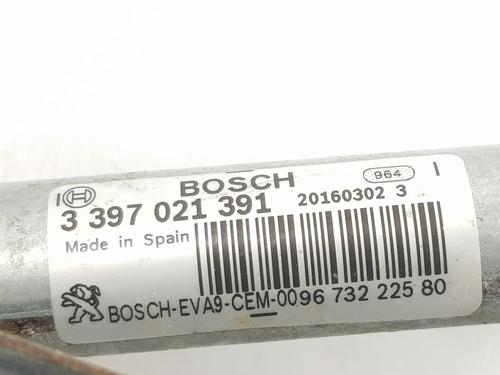 BOSCH 964
3 397 021 391 20160302 3
Made in Spain
BOSCH-EVA9-CEM-0096 732 225 80